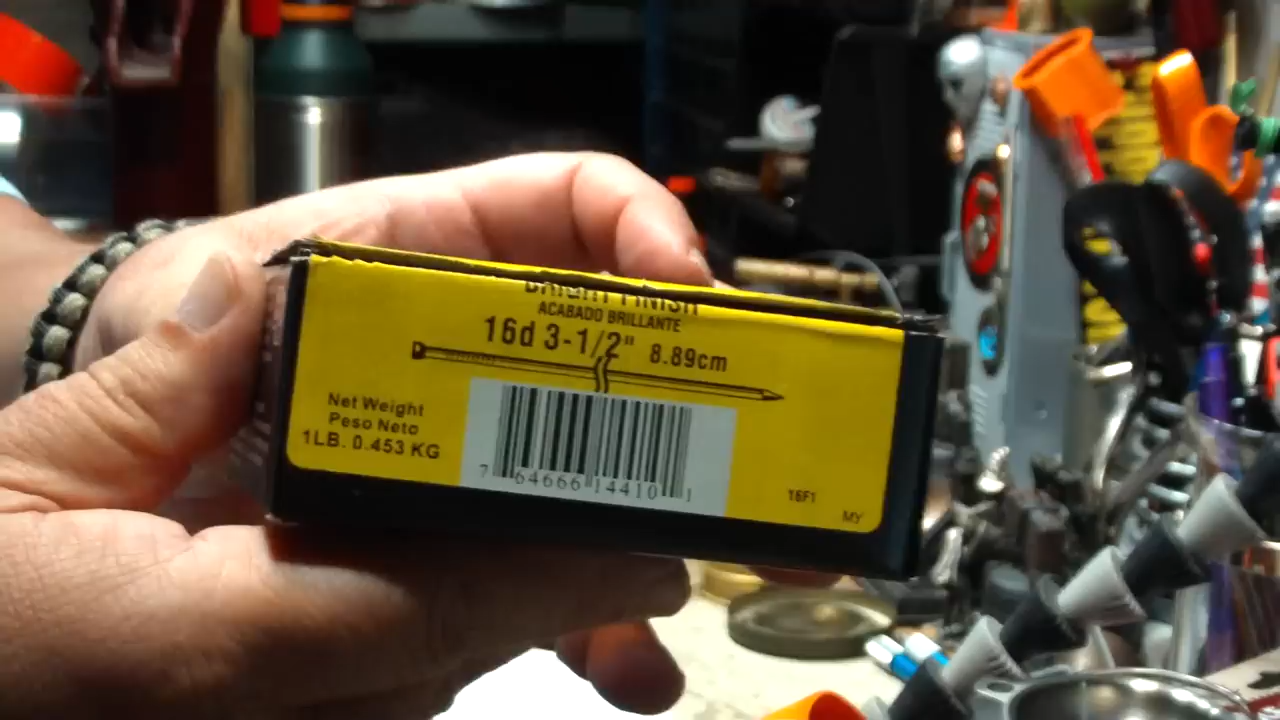 BRIGHT FINISH
ACABADO BRILLANTE
16d 3-1/2" 8.89cm
Net Weight
Peso Neto
1LB. 0.453 KG
7 64666 14410 1
16F1
MY